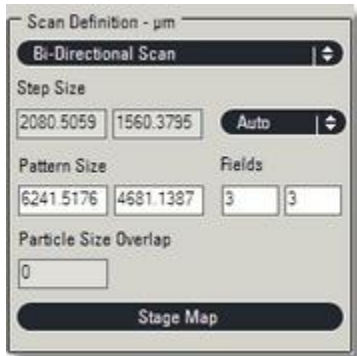 Scan Definition - µm
Bi-Directional Scan
Step Size
2080.5059 1560.3795 Auto
Pattern Size Fields
6241.5176 4681.1387 3 3
Particle Size Overlap
0
Stage Map